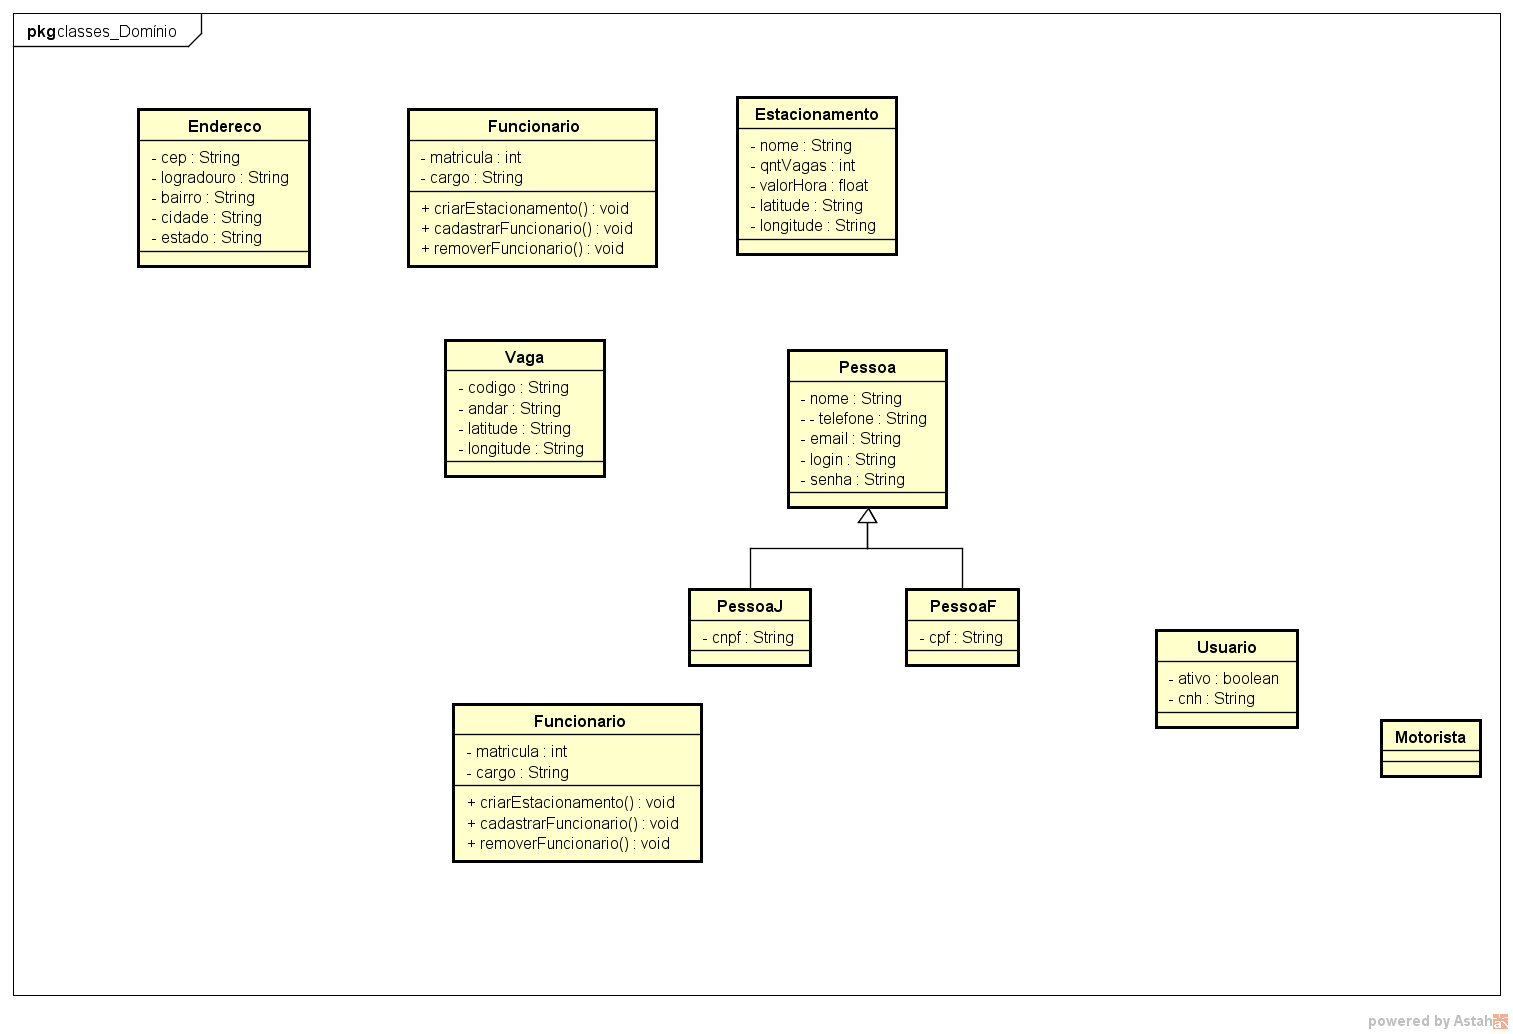 pkgclasses_Domínio
Endereco
- cep : String
- logradouro : String
- bairro : String
- cidade : String
- estado : String
Funcionario
- matricula : int
- cargo : String
+ criarEstacionamento() : void
+ cadastrarFuncionario() : void
+ removerFuncionario() : void
Estacionamento
- nome : String
- qntVagas : int
- valorHora : float
- latitude : String
- longitude : String
Vaga
- codigo : String
- andar : String
- latitude : String
- longitude : String
Pessoa
- nome : String
- - telefone : String
- email : String
- login : String
- senha : String
PessoaJ
- cnpf : String
PessoaF
- cpf : String
Usuario
- ativo : boolean
- cnh : String
Motorista
Funcionario
- matricula : int
- cargo : String
+ criarEstacionamento() : void
+ cadastrarFuncionario() : void
+ removerFuncionario() : void
powered by Astah